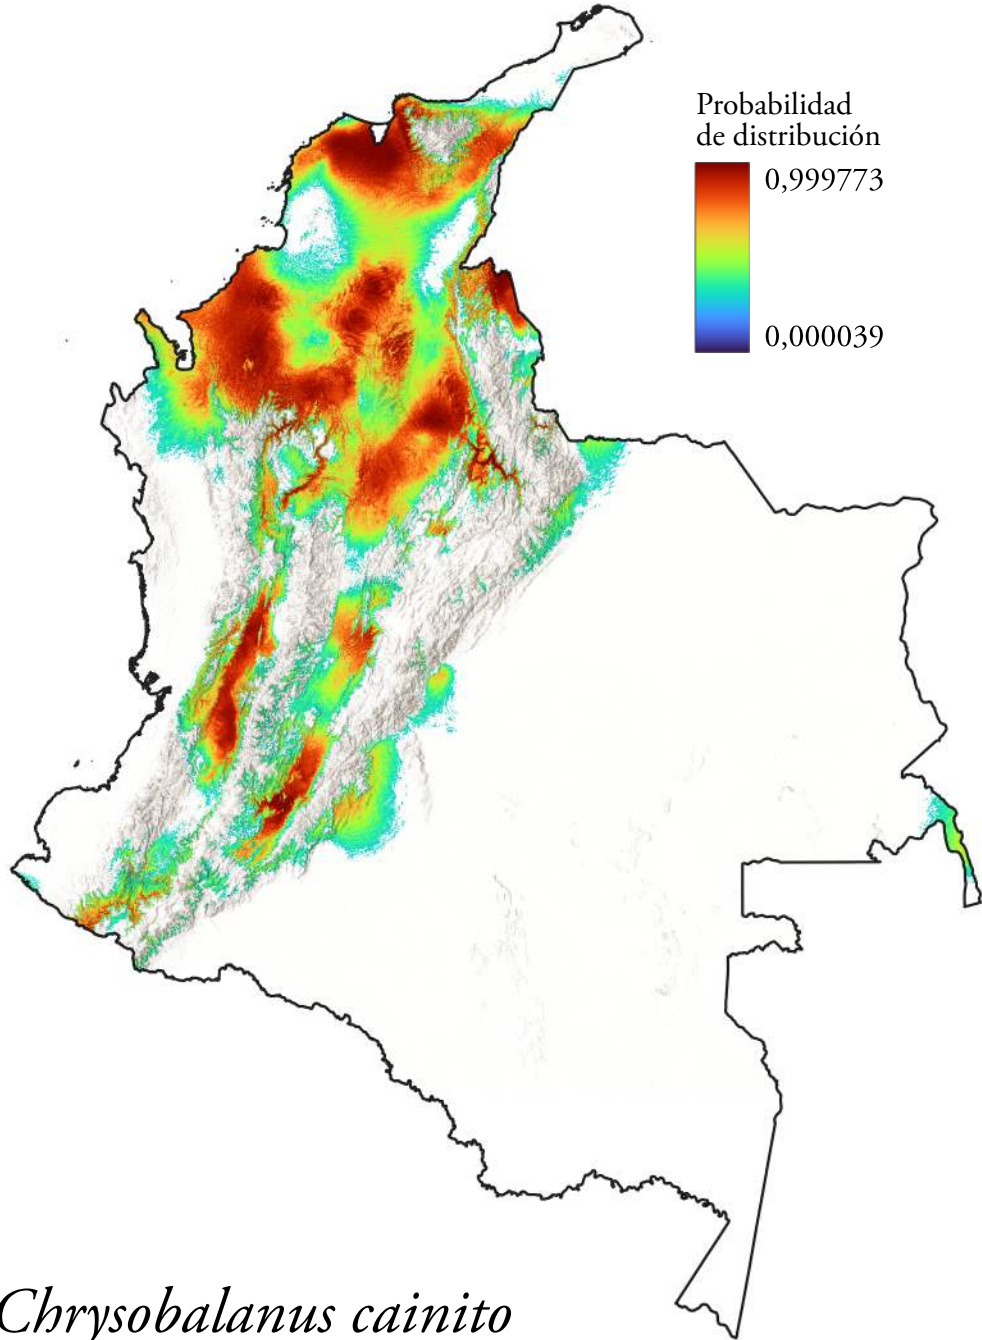 Probabilidad
de distribución
0,999773
0,000039
Chrysobalanus cainito